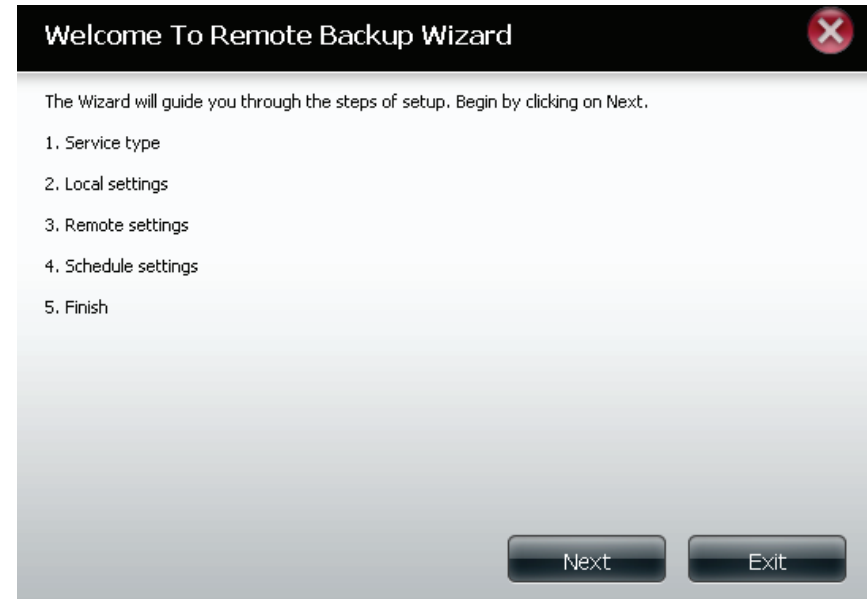 Welcome To Remote Backup Wizard
The Wizard will guide you through the steps of setup. Begin by clicking on Next.
1. Service type
2. Local settings
3. Remote settings
4. Schedule settings
5. Finish
Next
Exit